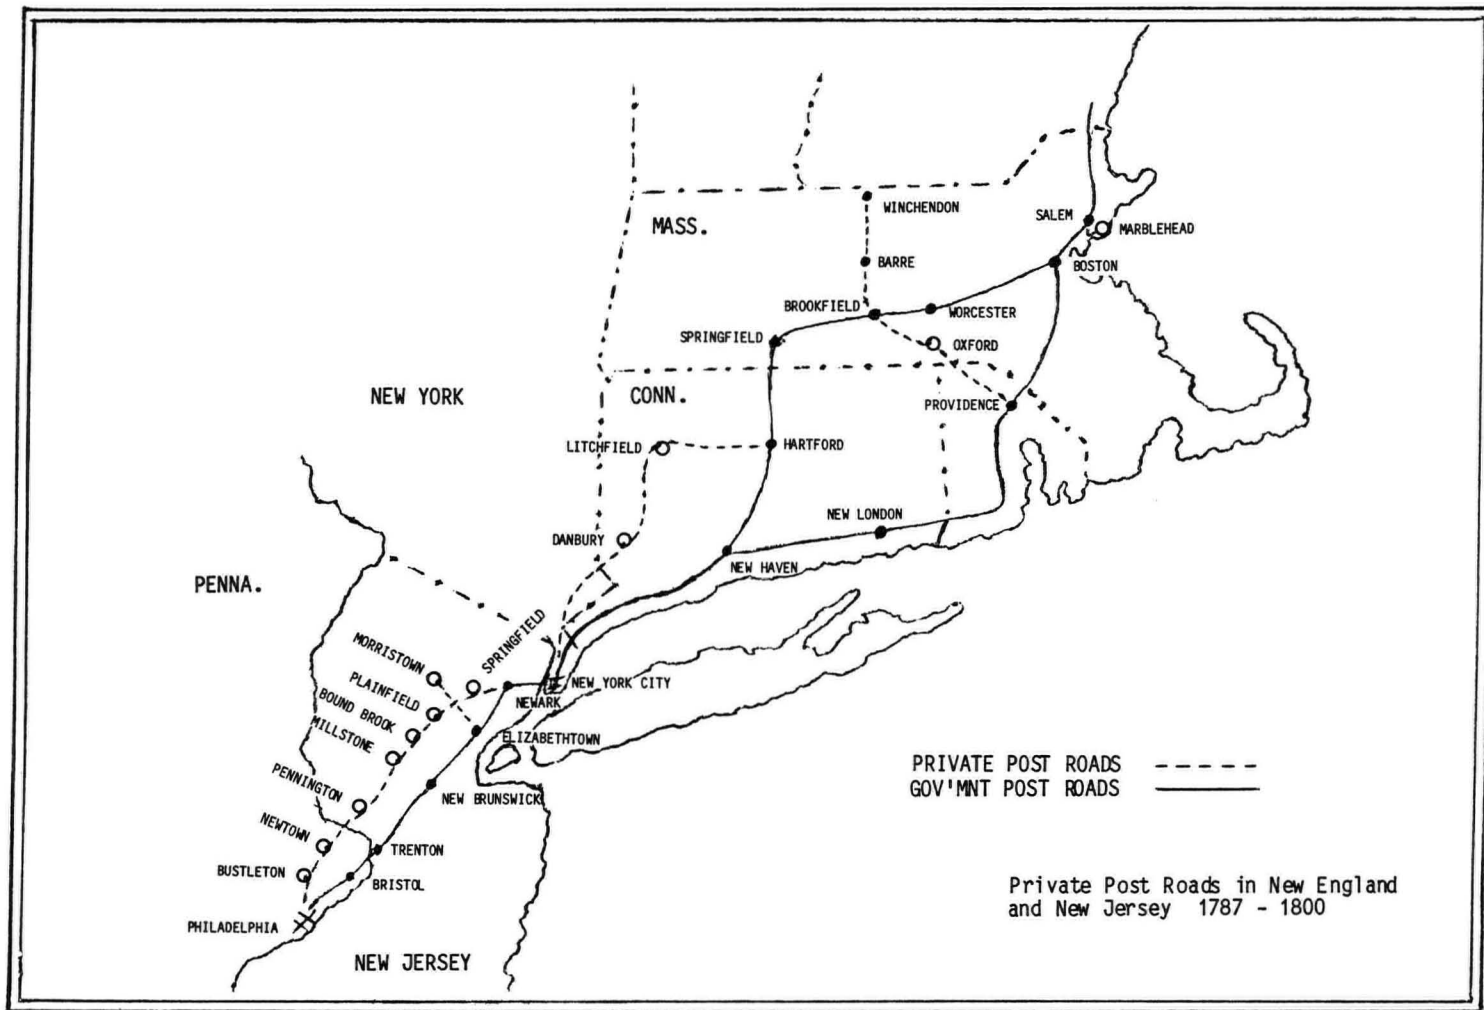 WINCHENDON
MASS.
SALEM
MARBLEHEAD
BARRE
BOSTON
BROOKFIELD
WORCESTER
SPRINGFIELD
OXFORD
NEW YORK
CONN.
PROVIDENCE
LITCHFIELD
HARTFORD
NEW LONDON
DANBURY
NEW HAVEN
PENNA.
SPRINGFIELD
MORRISTOWN
PLAINFIELD
NEW YORK CITY
NEWARK
BOUND BROOK
MILLSTONE
ELIZABETHTOWN
PENNINGTON
NEW BRUNSWICK
NEWTOWN
TRENTON
BUSTLETON
BRISTOL
PHILADELPHIA
NEW JERSEY
PRIVATE POST ROADS
GOV'MNT POST ROADS
Private Post Roads in New England
and New Jersey 1787 - 1800